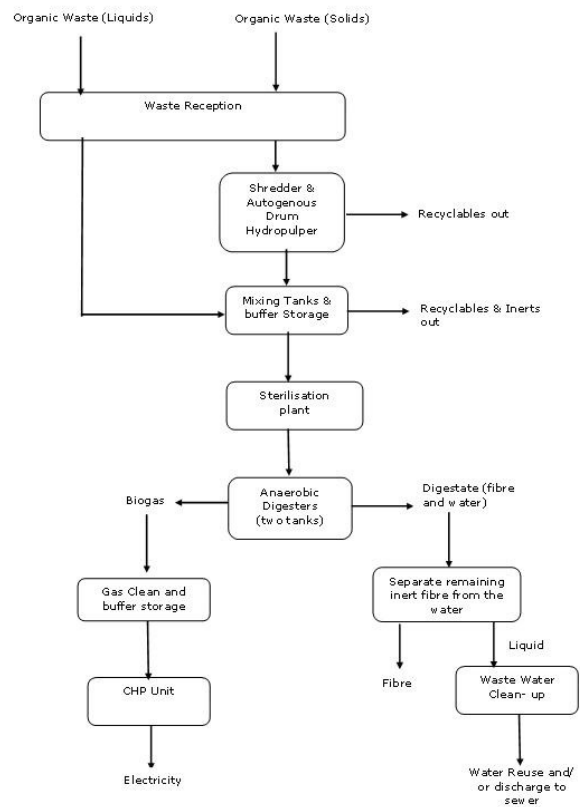 Organic Waste (Liquids)
Organic Waste (Solids)
Waste Reception
Shredder &
Autogenous
Drum
Hydropulper
Recyclables out
Mixing Tanks &
buffer Storage
Recyclables & Inerts
out
Sterilisation
plant
Biogas
Anaerobic
Digesters
(two tanks)
Digestate (fibre
and water)
Gas Clean and
buffer storage
Separate remaining
inert fibre from the
water
Liquid
Fibre
CHP Unit
Waste Water
Clean- up
Electricity
Water Reuse and/
or discharge to
sewer